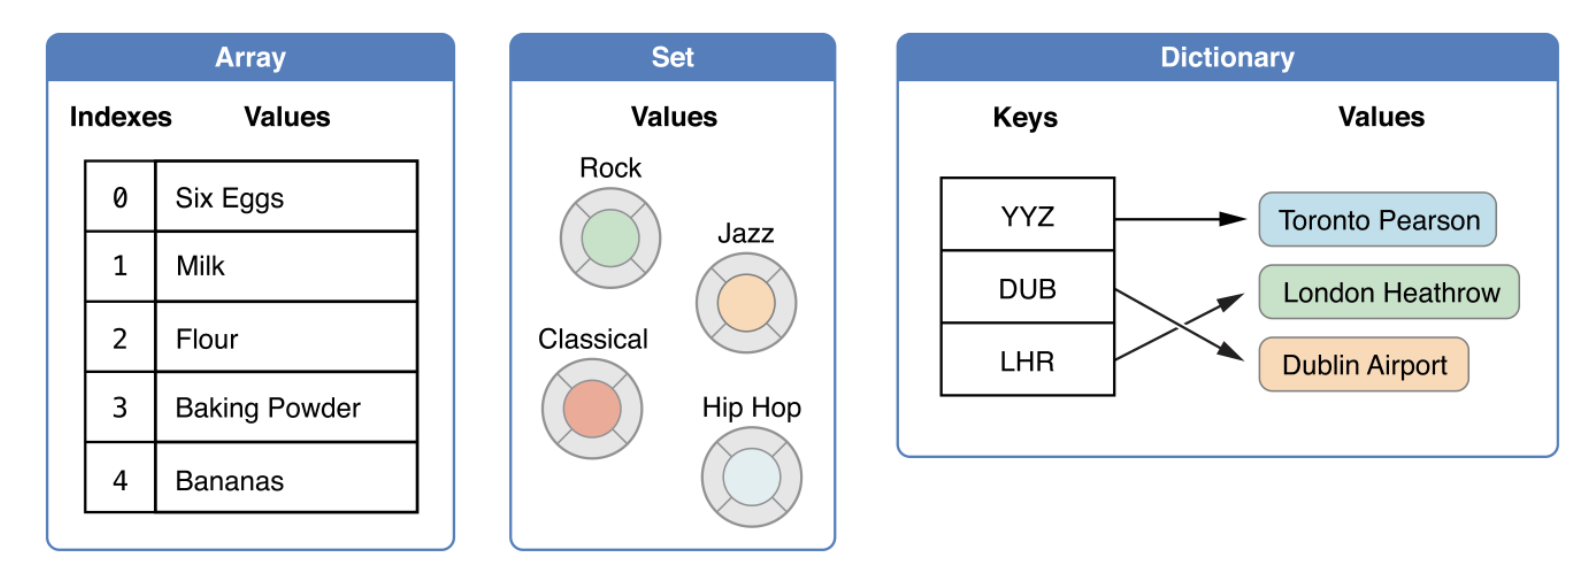 Array
Indexes Values
0 Six Eggs
1 Milk
2 Flour
3 Baking Powder
4 Bananas
Set
Values
Rock
Jazz
Classical
Hip Hop
Dictionary
Keys Values
YYZ Toronto Pearson
DUB London Heathrow
LHR Dublin Airport